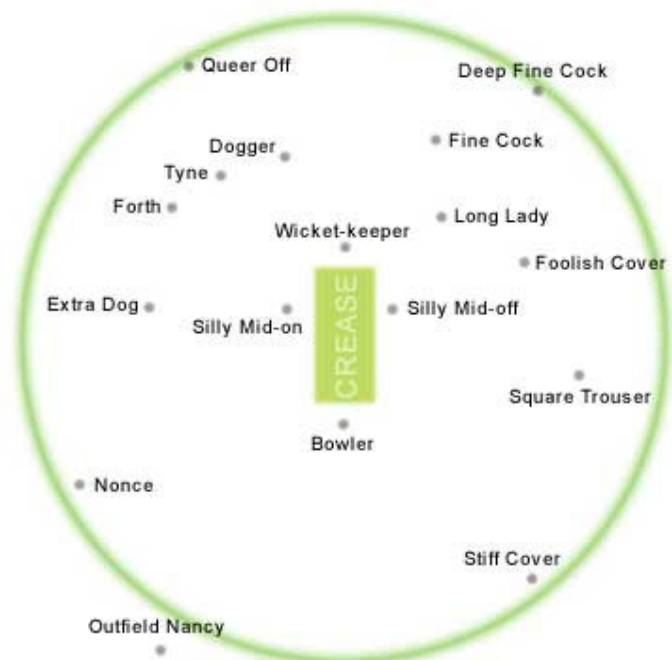 Queer Off
Deep Fine Cock
Dogger
Fine Cock
Tyne
Forth
Long Lady
Wicket-keeper
Foolish Cover
Extra Dog
Silly Mid-on
CREASE
Silly Mid-off
Square Trouser
Bowler
Nonce
Stiff Cover
Outfield Nancy